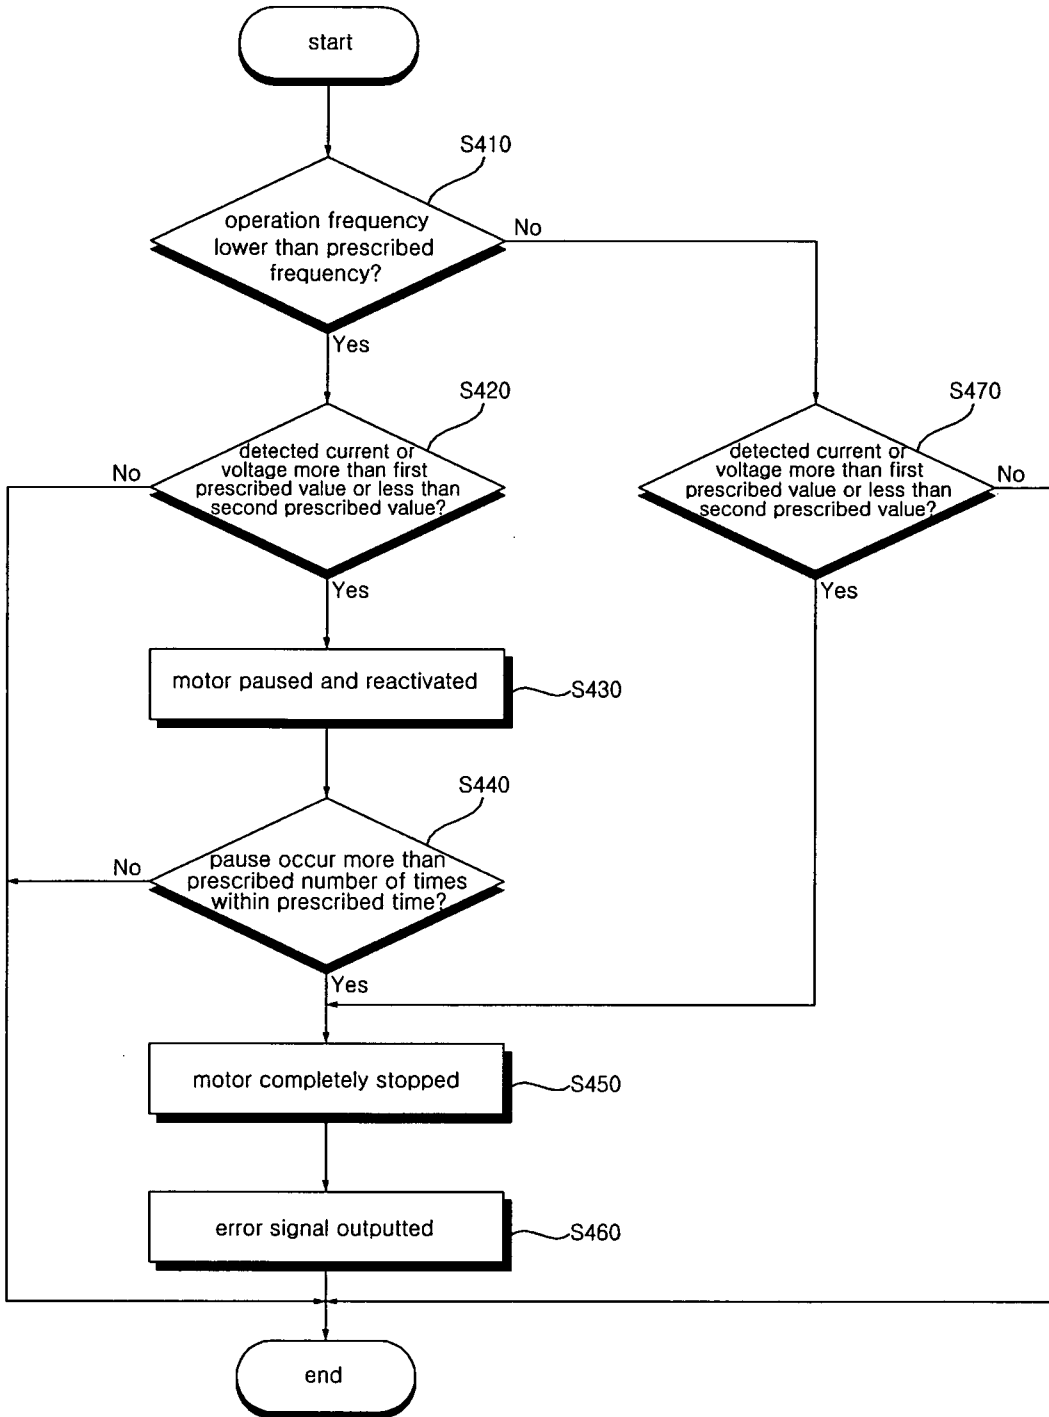 start
S410
operation frequency
lower than prescribed
frequency?
No
Yes
S420
detected current or
voltage more than first
prescribed value or less than
second prescribed value?
No
Yes
S470
detected current or
voltage more than first
prescribed value or less than
second prescribed value?
No
Yes
motor paused and reactivated
S430
S440
pause occur more than
prescribed number of times
within prescribed time?
No
Yes
motor completely stopped
S450
error signal outputted
S460
end